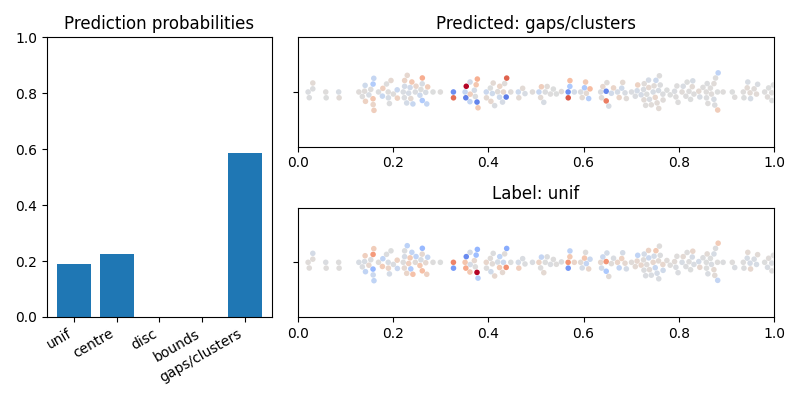 Prediction probabilities
1.0
0.8
0.6
0.4
0.2
0.0
unif
centre
disc
bounds
gaps/clusters
Predicted: gaps/clusters
0.0 0.2 0.4 0.6 0.8 1.0
Label: unif
0.0 0.2 0.4 0.6 0.8 1.0